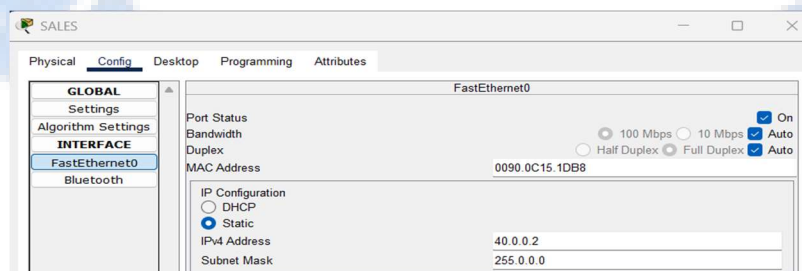 SALES
Physical Config Desktop Programming Attributes
GLOBAL
Settings
Algorithm Settings
INTERFACE
FastEthernet0
Bluetooth
FastEthernet0
Port Status On
Bandwidth 100 Mbps 10 Mbps Auto
Duplex Half Duplex Full Duplex Auto
MAC Address 0090.0C15.1DB8
IP Configuration
DHCP
Static
IPv4 Address 40.0.0.2
Subnet Mask 255.0.0.0